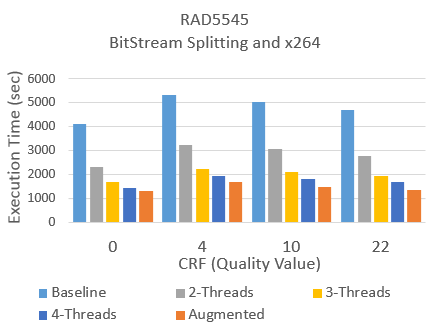 RAD5545
BitStream Splitting and x264
Execution Time (sec)
6000
5000
4000
3000
2000
1000
0
0 4 10 22
CRF (Quality Value)
Baseline 2-Threads 3-Threads
4-Threads Augmented